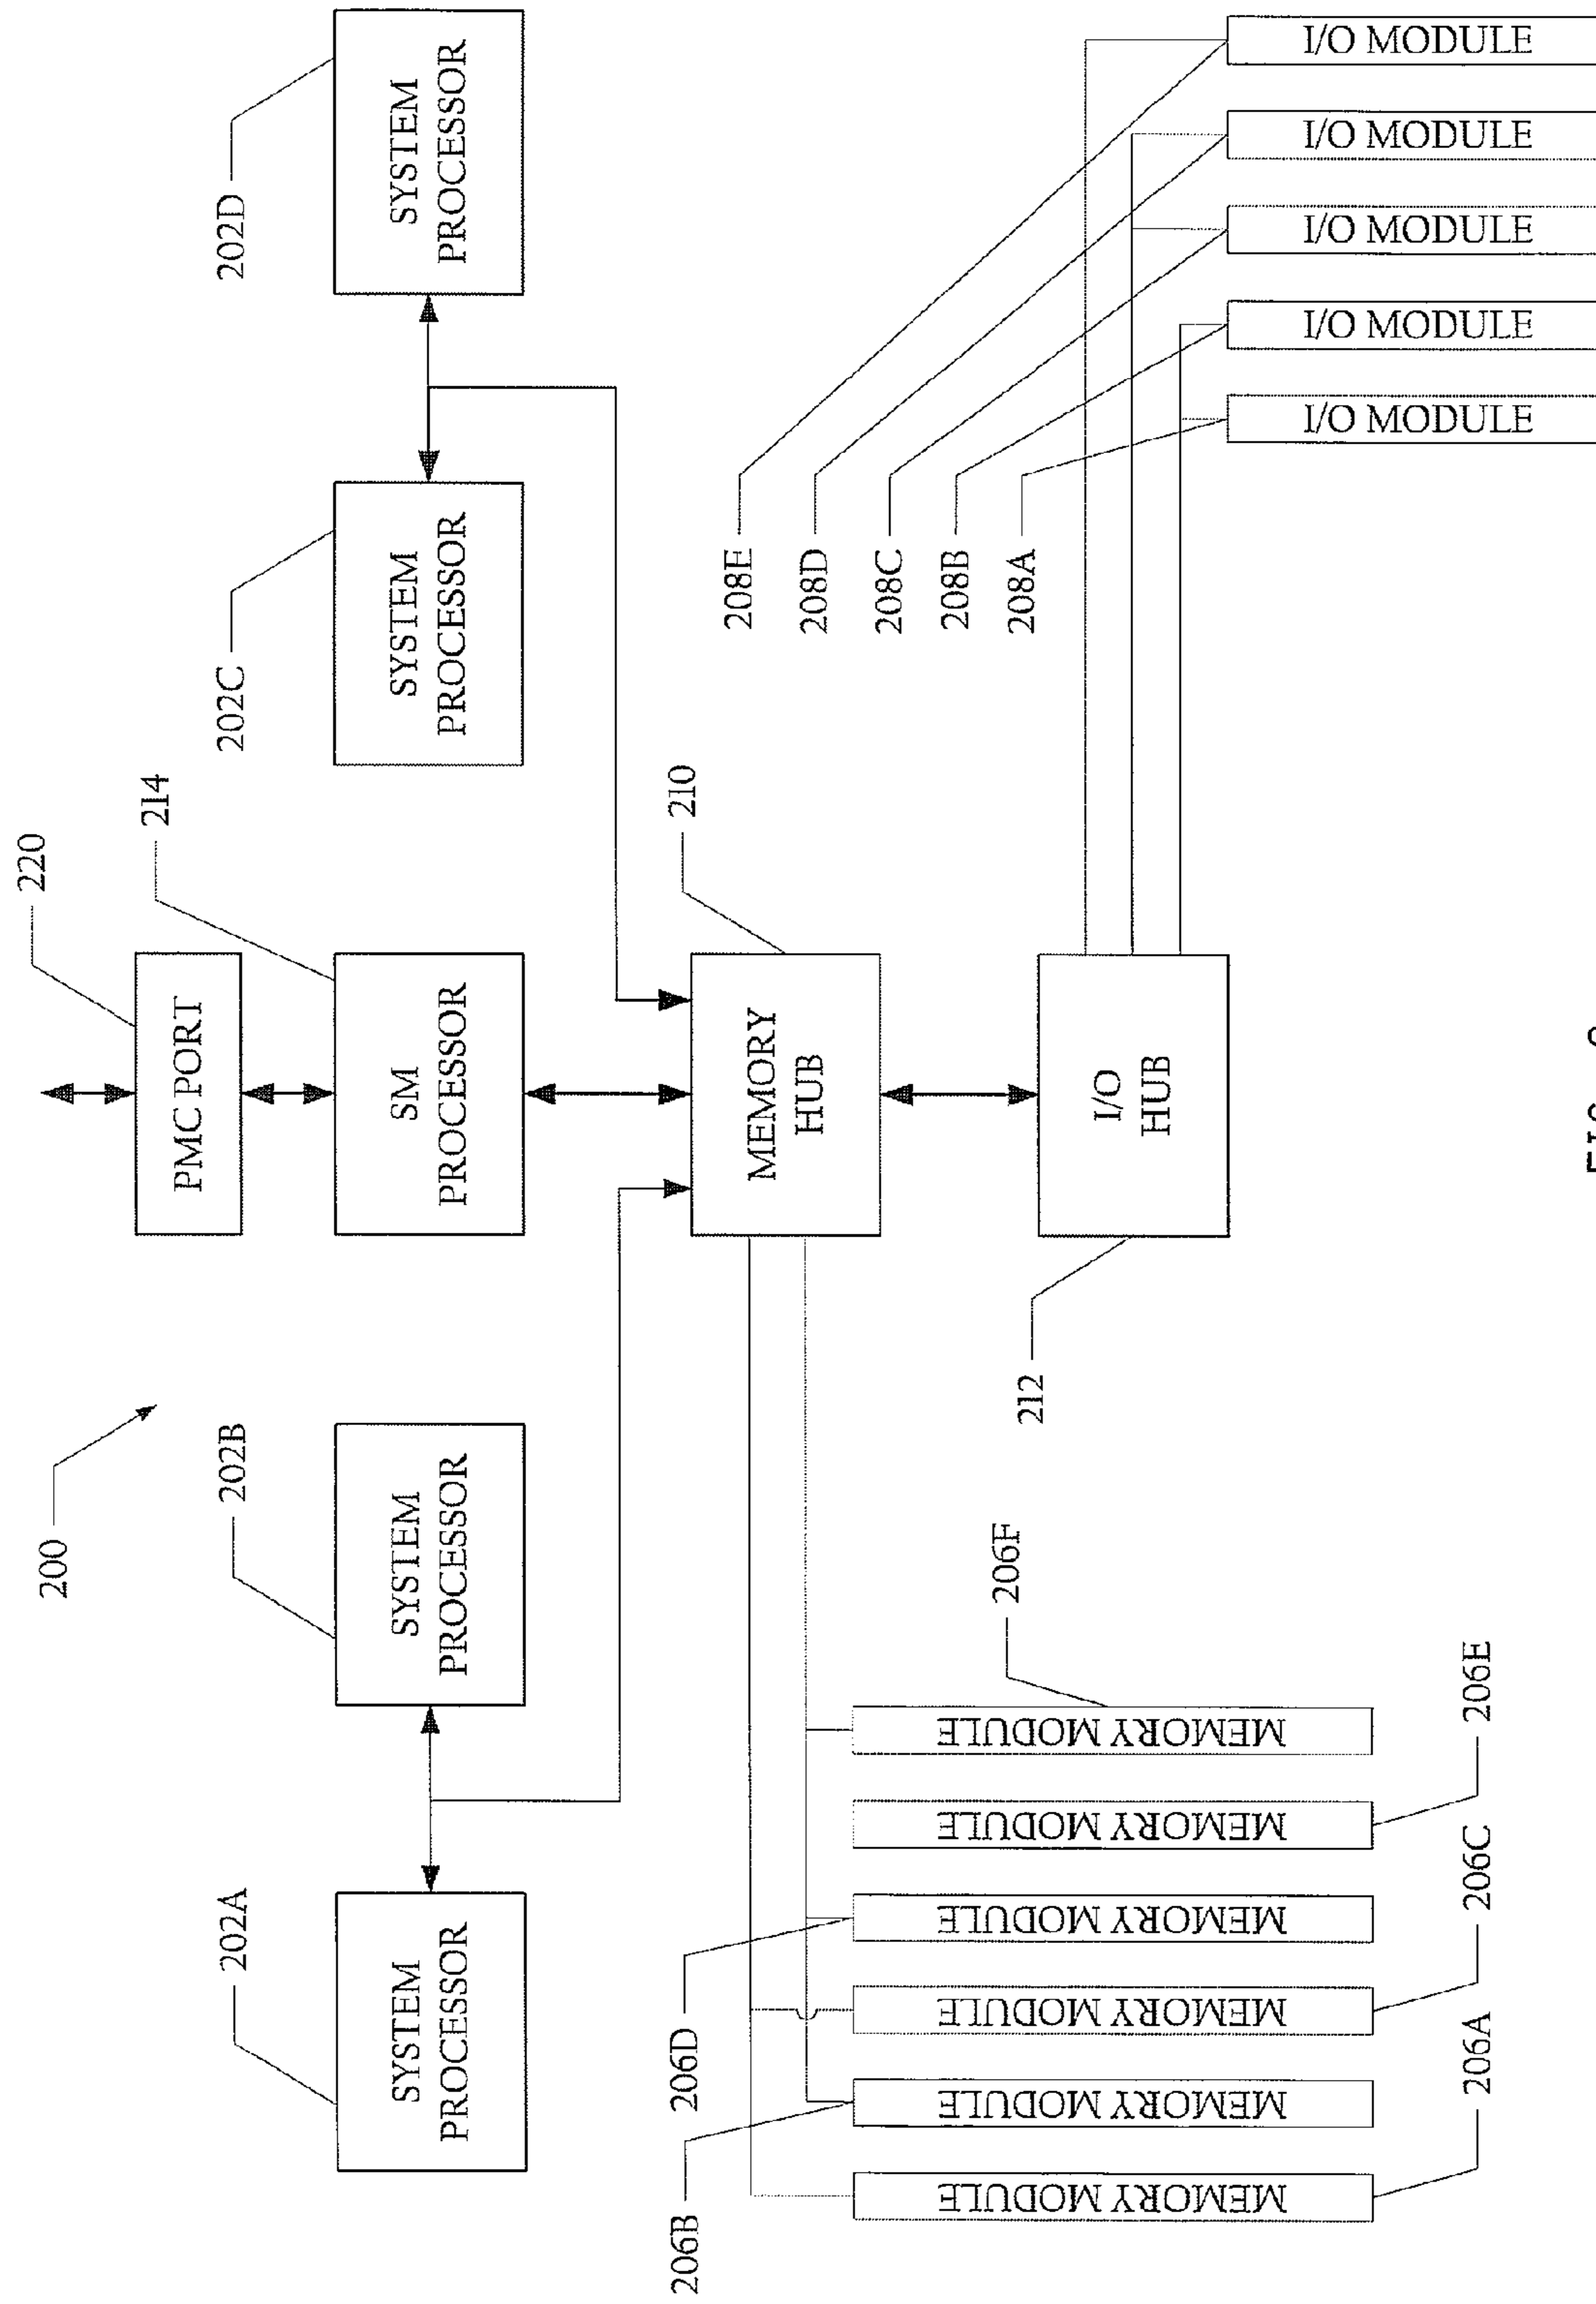 220
200
214
202A
202B
202C
202D
PMC PORT
SYSTEM
PROCESSOR
SYSTEM
PROCESSOR
SM
PROCESSOR
SYSTEM
PROCESSOR
SYSTEM
PROCESSOR
210
206B
206D
208E
208D
208C
208B
208A
MEMORY
HUB
206F
MEMORY MODULE
MEMORY MODULE
MEMORY MODULE
MEMORY MODULE
MEMORY MODULE
MEMORY MODULE
212
I/O
HUB
I/O MODULE
I/O MODULE
I/O MODULE
I/O MODULE
I/O MODULE
206A
206C
206E
FIG.